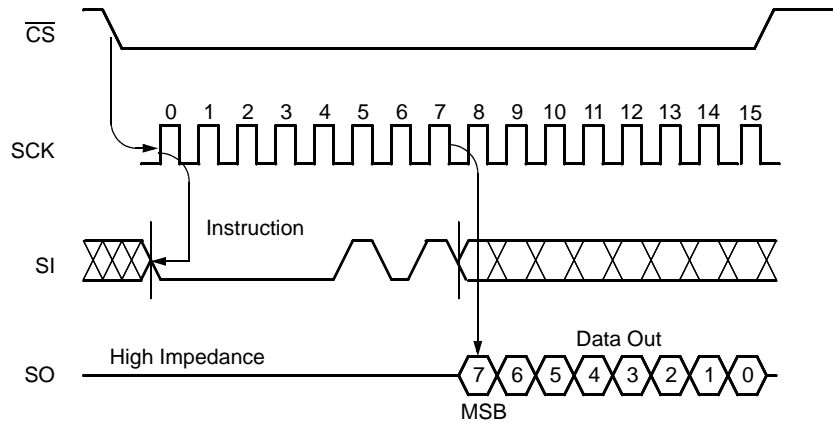 CS
0 1 2 3 4 5 6 7 8 9 10 11 12 13 14 15
SCK
Instruction
SI
High Impedance
Data Out
SO
7 6 5 4 3 2 1 0
MSB